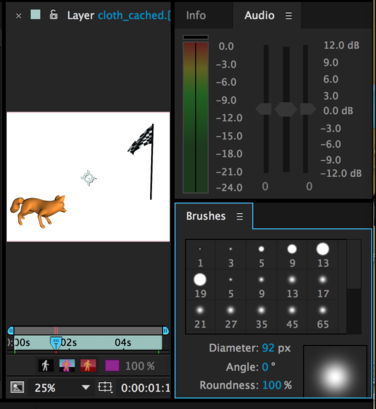 × Layer cloth_cached.[
Info Audio
0.0
-3.0
-6.0
-9.0
-12.0
-15.0
-18.0
-21.0
-24.0
12.0 dB
9.0
6.0
3.0
0.0 dB
-3.0
-6.0
-9.0
-12.0 dB
0 0
Brushes
1 3 5 9 13
19 5 9 13 17
21 27 35 45 65
Diameter: 92 px
Angle: 0 °
Roundness: 100 %
):00s 02s 04s
100 %
25% 0:00:01:1